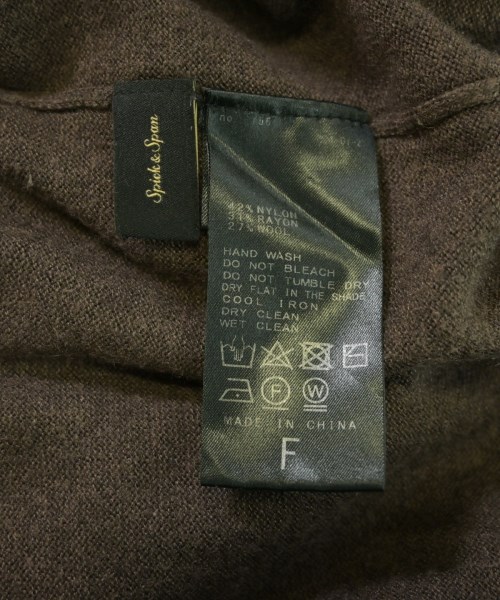 Spick & Span
no
42% NYLON
31% RAYON
27% WOOL
HAND WASH
DO NOT BLEACH
DO NOT TUMBLE DRY
DRY FLAT IN THE SHADE
COOL IRON
DRY CLEAN
WET CLEAN
F W
MADE IN CHINA
F